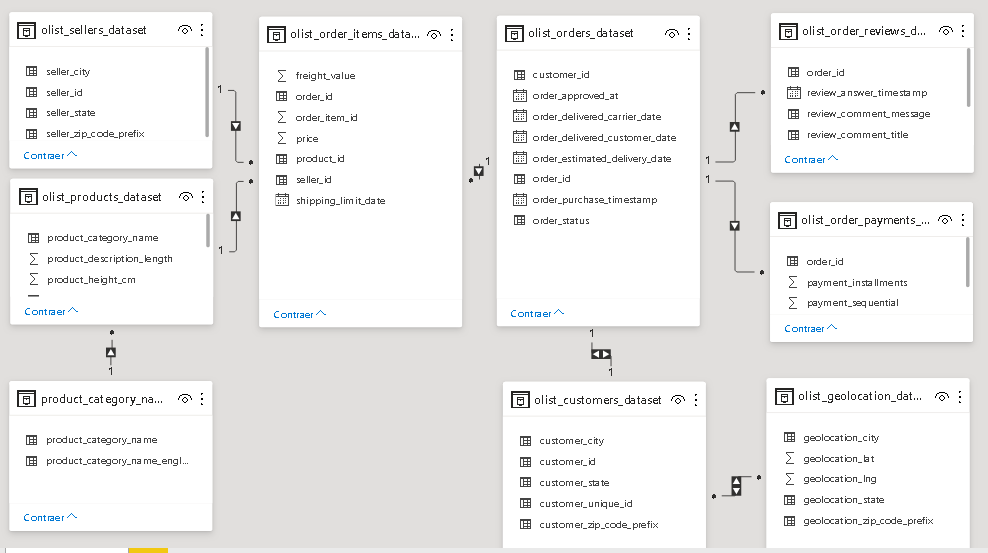 olist_sellers_dataset
seller_city
seller_id
seller_state
seller_zip_code_prefix
Contraer
olist_order_items_data...
freight_value
order_id
order_item_id
price
product_id
seller_id
shipping_limit_date
Contraer
olist_orders_dataset
customer_id
order_approved_at
order_delivered_carrier_date
order_delivered_customer_date
order_estimated_delivery_date
order_id
order_purchase_timestamp
order_status
Contraer
olist_order_reviews_d...
order_id
review_answer_timestamp
review_comment_message
review_comment_title
Contraer
olist_products_dataset
product_category_name
product_description_length
product_height_cm
Contraer
olist_order_payments_...
order_id
payment_installments
payment_sequential
Contraer
product_category_na...
product_category_name
product_category_name_engl...
Contraer
olist_customers_dataset
customer_city
customer_id
customer_state
customer_unique_id
customer_zip_code_prefix
olist_geolocation_dat...
geolocation_city
geolocation_lat
geolocation_lng
geolocation_state
geolocation_zip_code_prefix
1
1
1
1
1
1
1
1